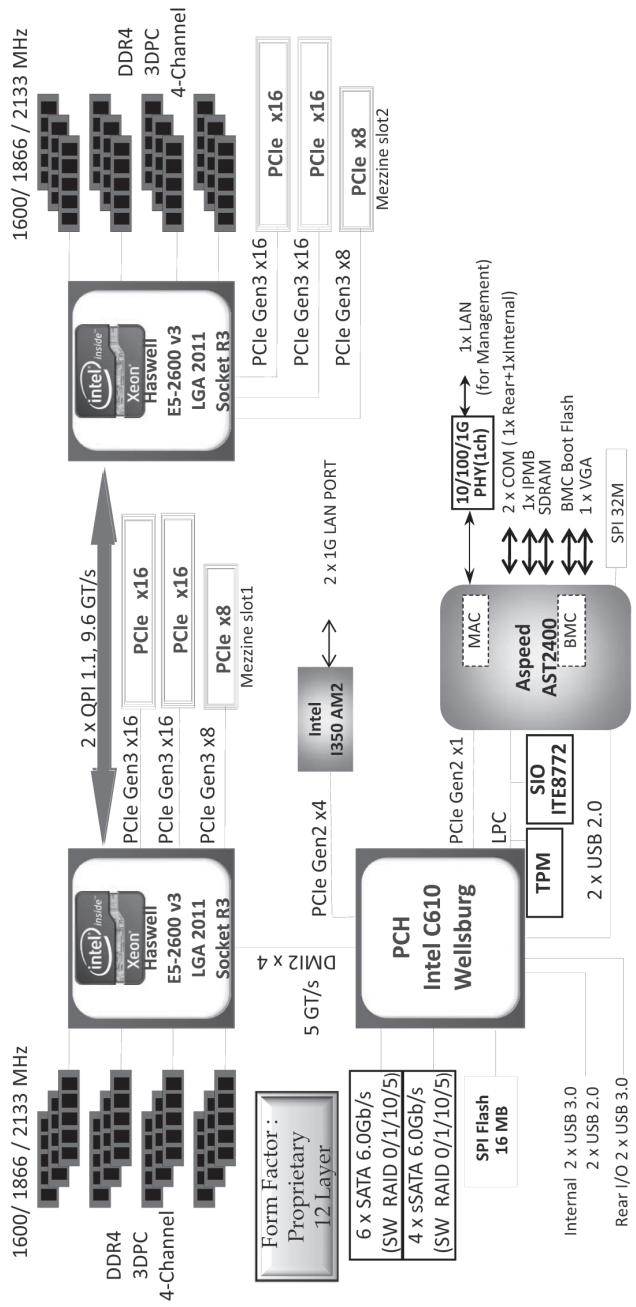 1600/ 1866 / 2133 MHz
DDR4
3DPC
4-Channel
intel inside™
Xeon®
Haswell
E5-2600 v3
LGA 2011
Socket R3
2 x QPI 1.1, 9.6 GT/s
intel inside™
Xeon®
Haswell
E5-2600 v3
LGA 2011
Socket R3
1600/ 1866 / 2133 MHz
DDR4
3DPC
4-Channel
PCIe Gen3 x16
PCIe x16
PCIe Gen3 x16
PCIe x16
PCIe Gen3 x8
PCIe x8
Mezzine slot1
PCIe Gen3 x16
PCIe x16
PCIe Gen3 x16
PCIe x16
PCIe Gen3 x8
PCIe x8
Mezzine slot2
Form Factor :
Proprietary
12 Layer
DMI2 x 4
5 GT/s
PCIe Gen2 x4
Intel
I350 AM2
2 x 1G LAN PORT
6 x SATA 6.0Gb/s
(SW RAID 0/1/10/5)
4 x sSATA 6.0Gb/s
(SW RAID 0/1/10/5)
SPI Flash
16 MB
PCH
Intel C610
Wellsburg
PCIe Gen2 x1
LPC
TPM
SIO
ITE8772
2 x USB 2.0
MAC
Aspeed
AST2400
BMC
10/100/1G
PHY(1ch)
1x LAN
(for Management)
2 x COM ( 1x Rear+1xInternal)
1x IPMB
SDRAM
BMC Boot Flash
1 x VGA
SPI 32M
Internal 2 x USB 3.0
2 x USB 2.0
Rear I/O 2 x USB 3.0